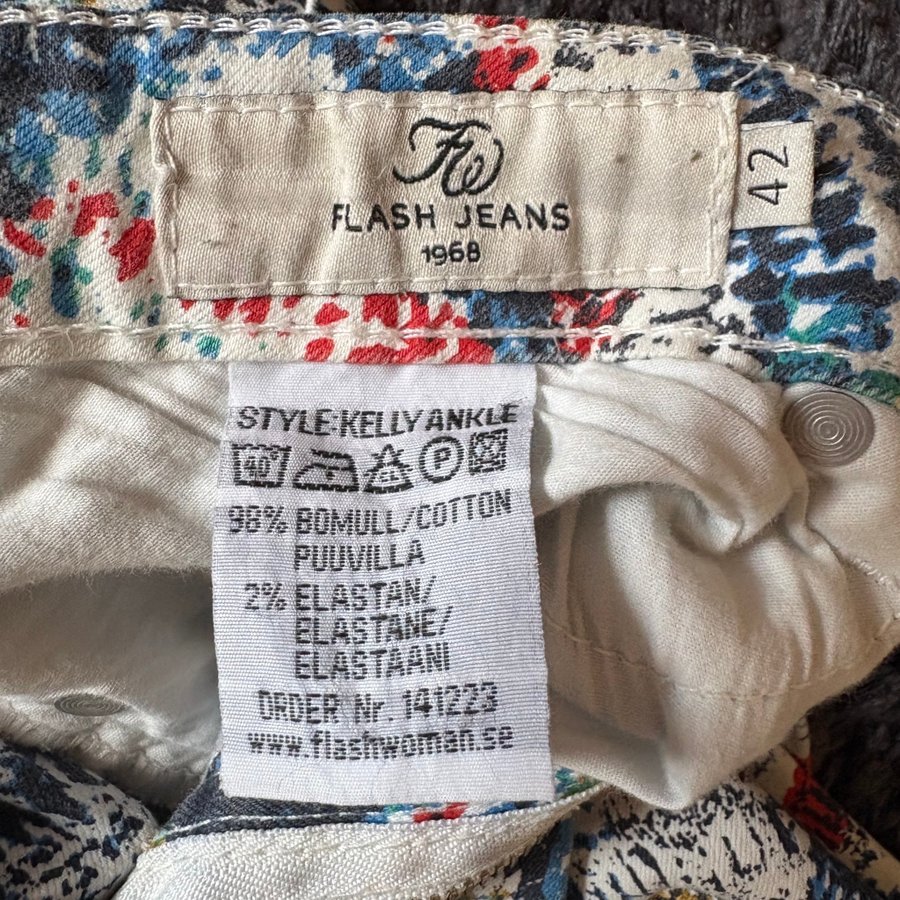 FW
FLASH JEANS
1968
42
STYLE:KELLY ANKLE
40° P
98% BOMULL/COTTON
PUUVILLA
2% ELASTAN/
ELASTANE/
ELASTAANI
ORDER Nr. 141223
www.flashwoman.se